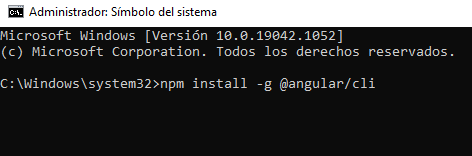 Administrador: Símbolo del sistema
Microsoft Windows [Versión 10.0.19042.1052]
(c) Microsoft Corporation. Todos los derechos reservados.
C:\Windows\system32>npm install -g @angular/cli